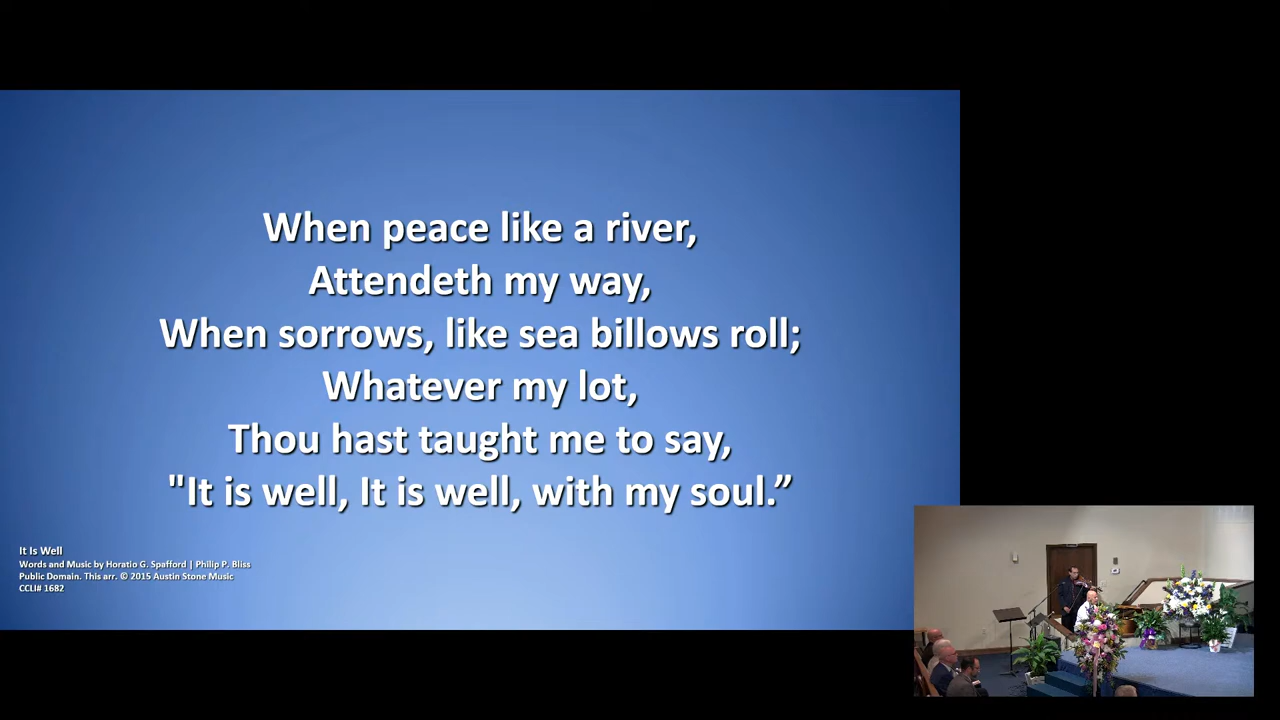 When peace like a river,
Attendeth my way,
When sorrows, like sea billows roll;
Whatever my lot,
Thou hast taught me to say,
"It is well, It is well, with my soul.”
It Is Well
Words and Music by Horatio G. Spafford | Philip P. Bliss
Public Domain. This arr. © 2015 Austin Stone Music
CCLI# 1682